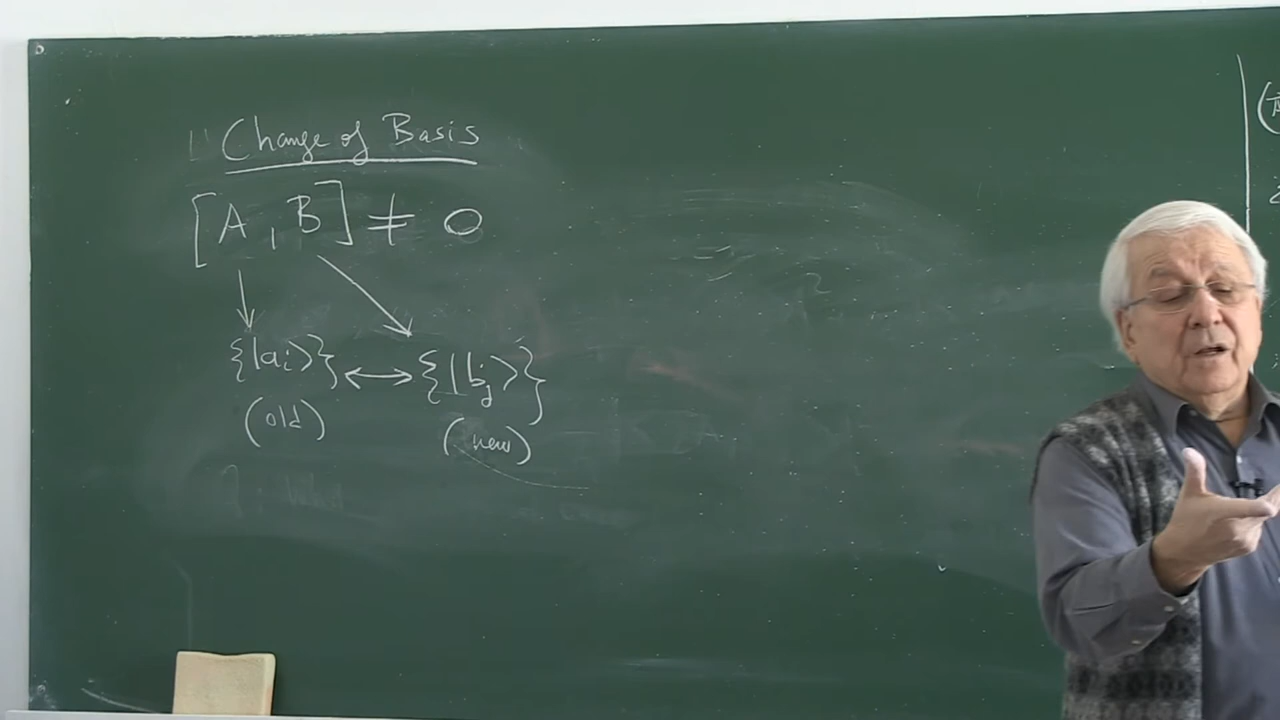 Change of Basis
[A, B] ≠ 0
{|aᵢ>} ↔ {|bⱼ>}
(old) (new)